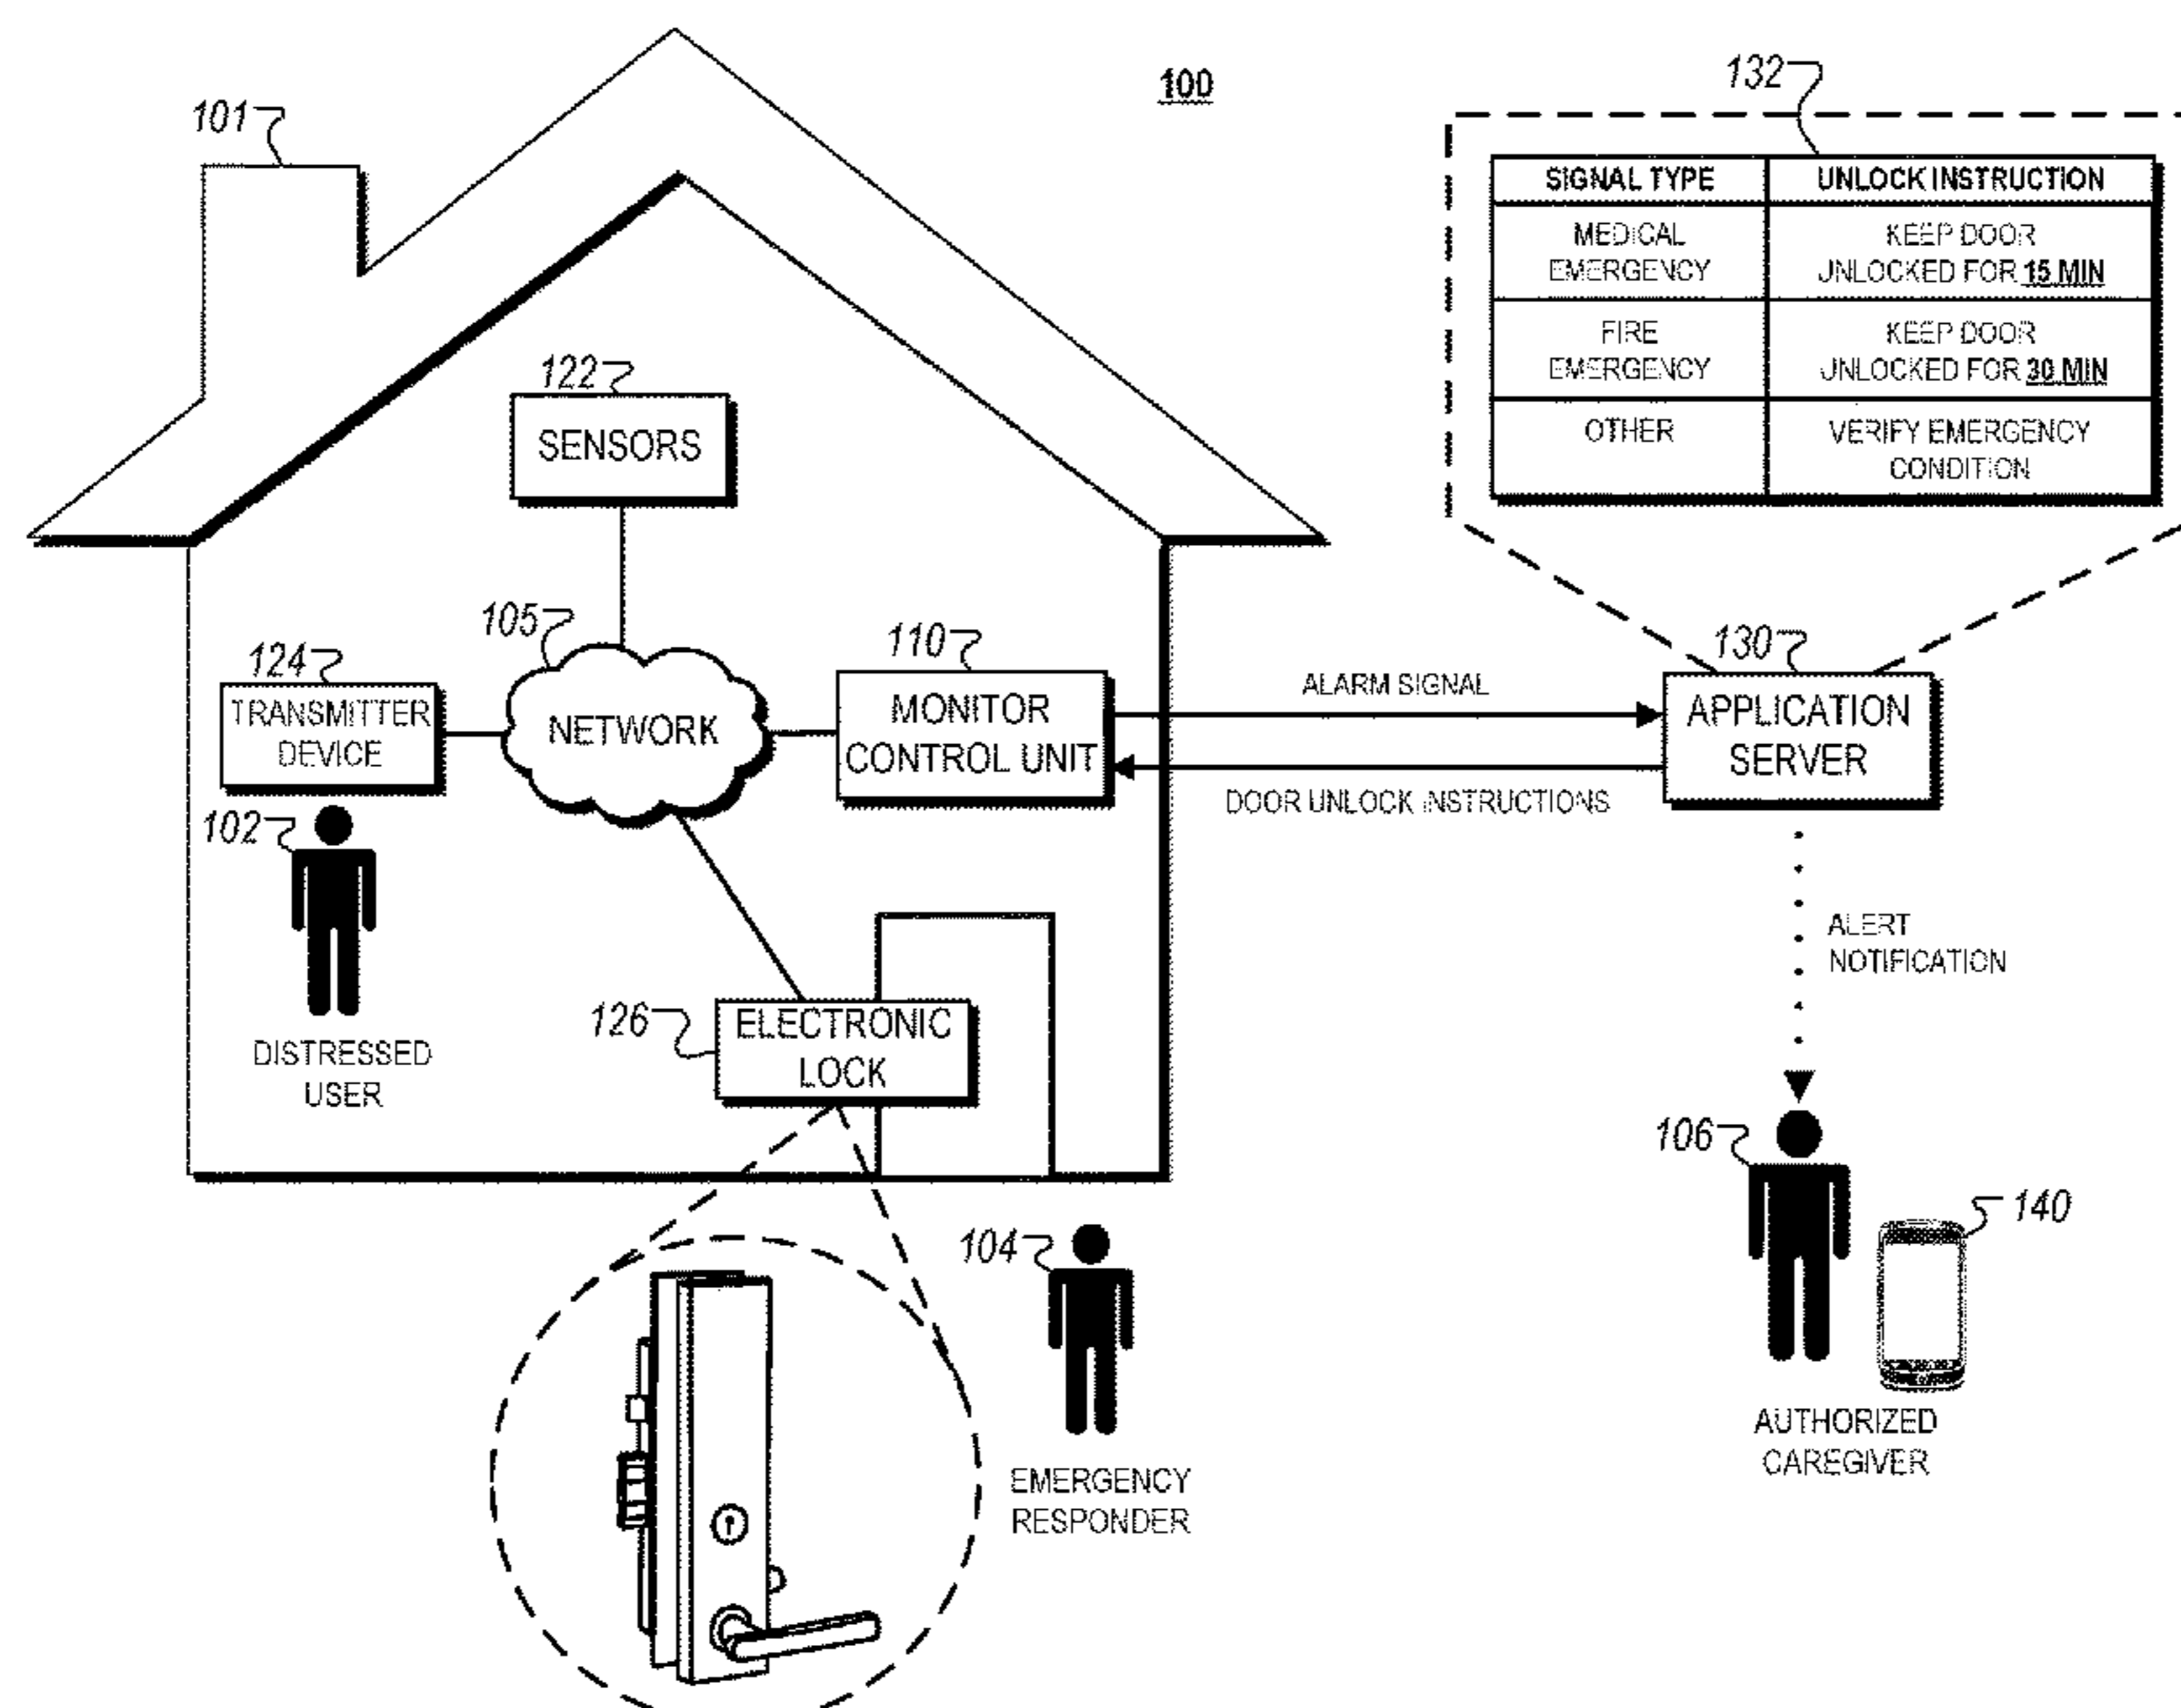 100
132
101
SIGNAL TYPE UNLOCK INSTRUCTION
MEDICAL
EMERGENCY
KEEP DOOR
UNLOCKED FOR 15 MIN
FIRE
EMERGENCY
KEEP DOOR
UNLOCKED FOR 30 MIN
OTHER
VERIFY EMERGENCY
CONDITION
122
SENSORS
105
NETWORK
124
TRANSMITTER
DEVICE
110
MONITOR
CONTROL UNIT
ALARM SIGNAL
DOOR UNLOCK INSTRUCTIONS
130
APPLICATION
SERVER
102
DISTRESSED
USER
ALERT
NOTIFICATION
126
ELECTRONIC
LOCK
104
EMERGENCY
RESPONDER
106
140
AUTHORIZED
CAREGIVER